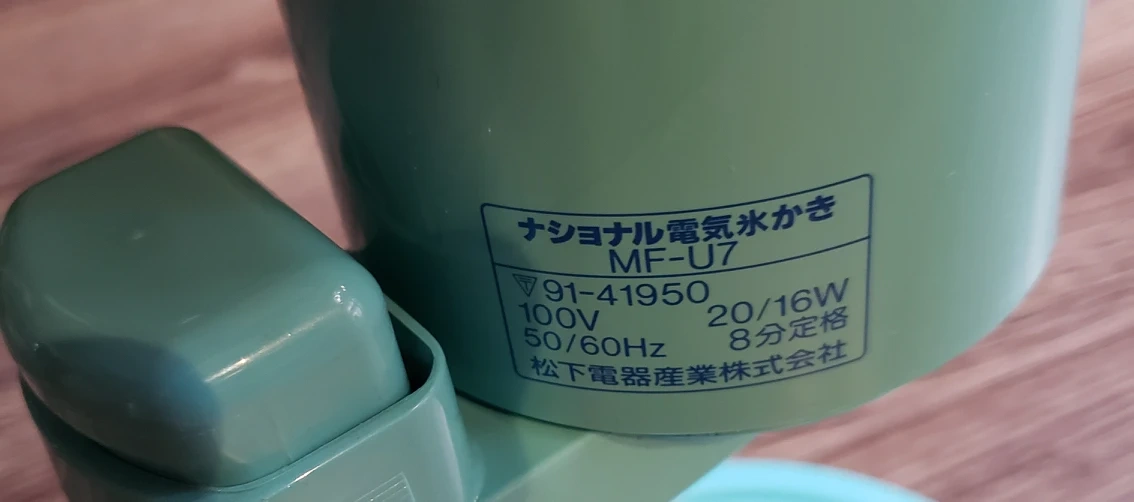 ナショナル電気氷かき
MF-U7
〒91-41950
100V 20/16W
50/60Hz 8分定格
松下電器産業株式会社